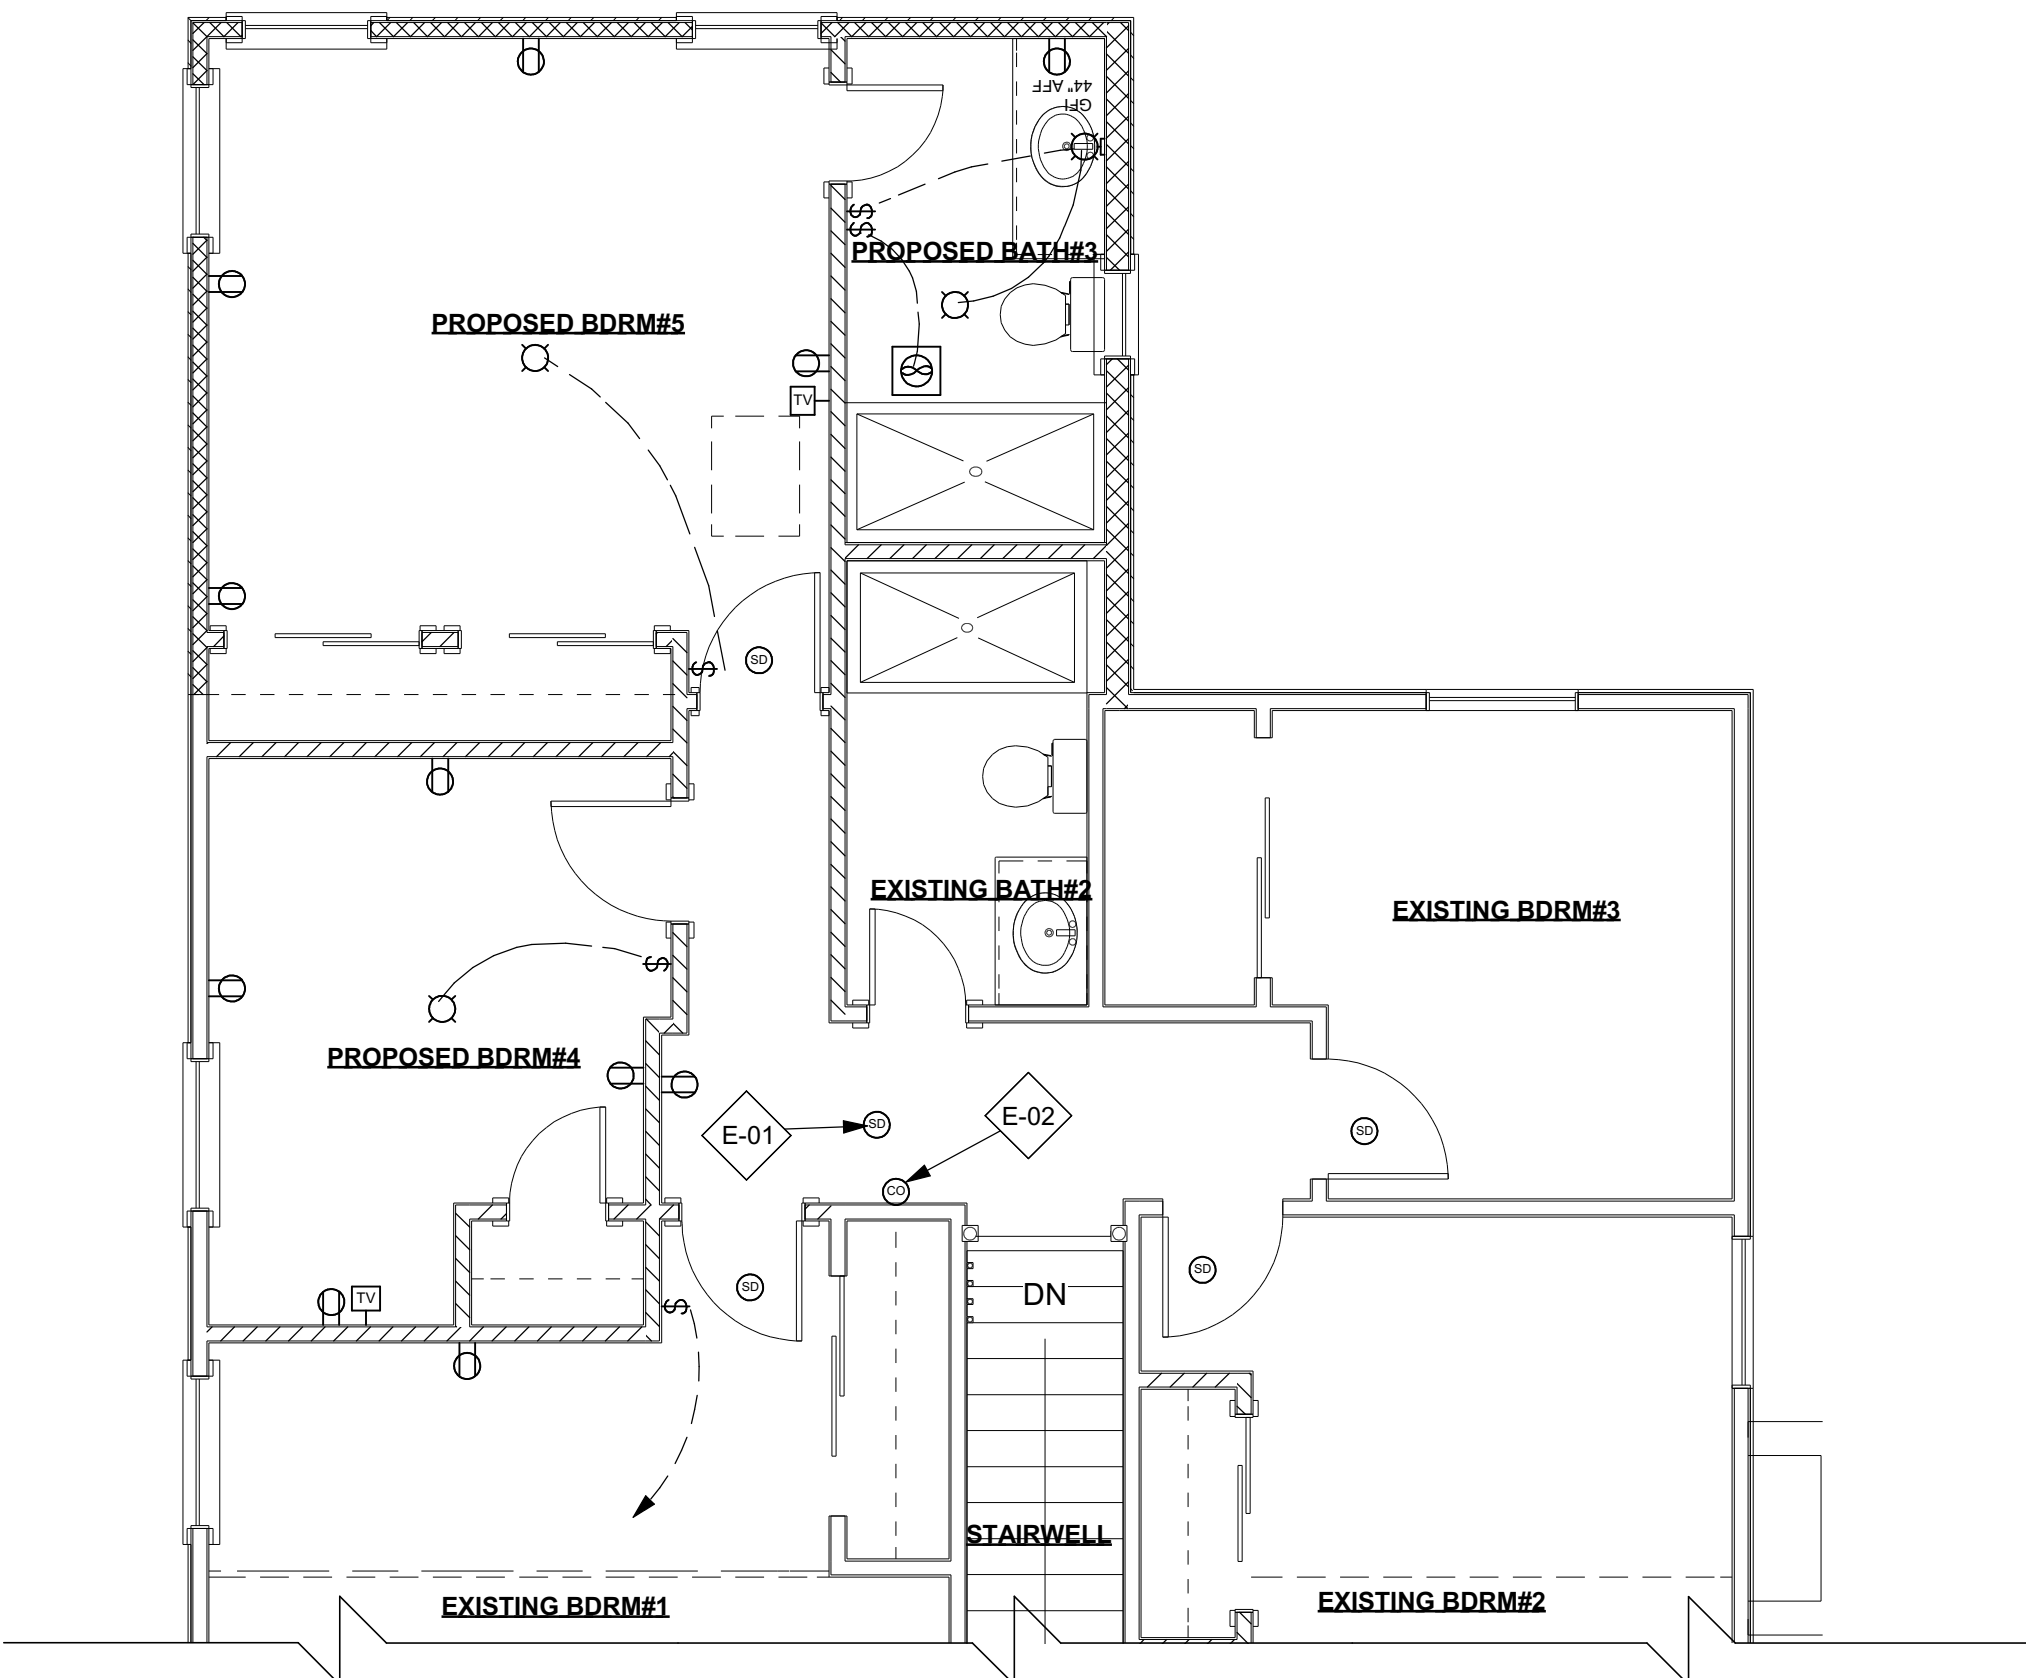 44" AFF
GFI
PROPOSED BATH#3
PROPOSED BDRM#5
TV
SD
EXISTING BATH#2
EXISTING BDRM#3
PROPOSED BDRM#4
E-01
SD
E-02
SD
CO
SD
SD
TV
DN
STAIRWELL
EXISTING BDRM#1
EXISTING BDRM#2